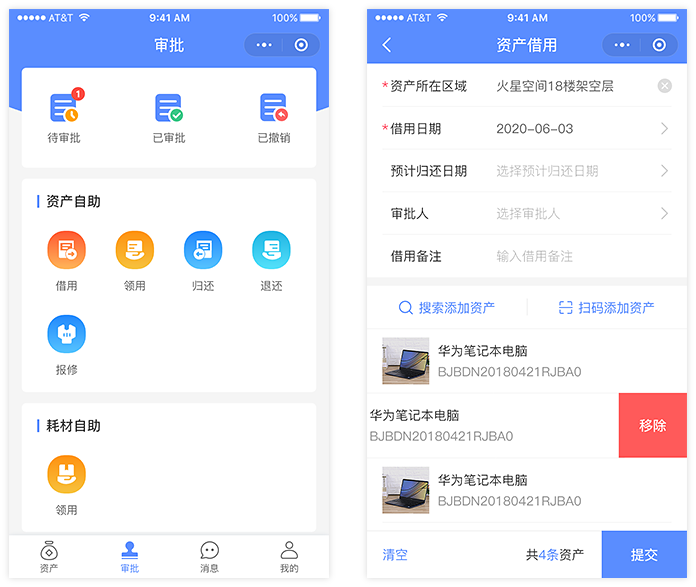 AT&T 9:41 AM 100%
审批
1
待审批 已审批 已撤销
资产自助
借用 领用 归还 退还
报修
耗材自助
领用
资产 审批 消息 我的
AT&T 9:41 AM 100%
资产借用
*资产所在区域 火星空间18楼架空层
*借用日期 2020-06-03
预计归还日期 选择预计归还日期
审批人 选择审批人
借用备注 输入借用备注
搜索添加资产 扫码添加资产
华为笔记本电脑
BJBDN20180421RJBA0
华为笔记本电脑
BJBDN20180421RJBA0
移除
华为笔记本电脑
BJBDN20180421RJBA0
清空 共4条资产 提交